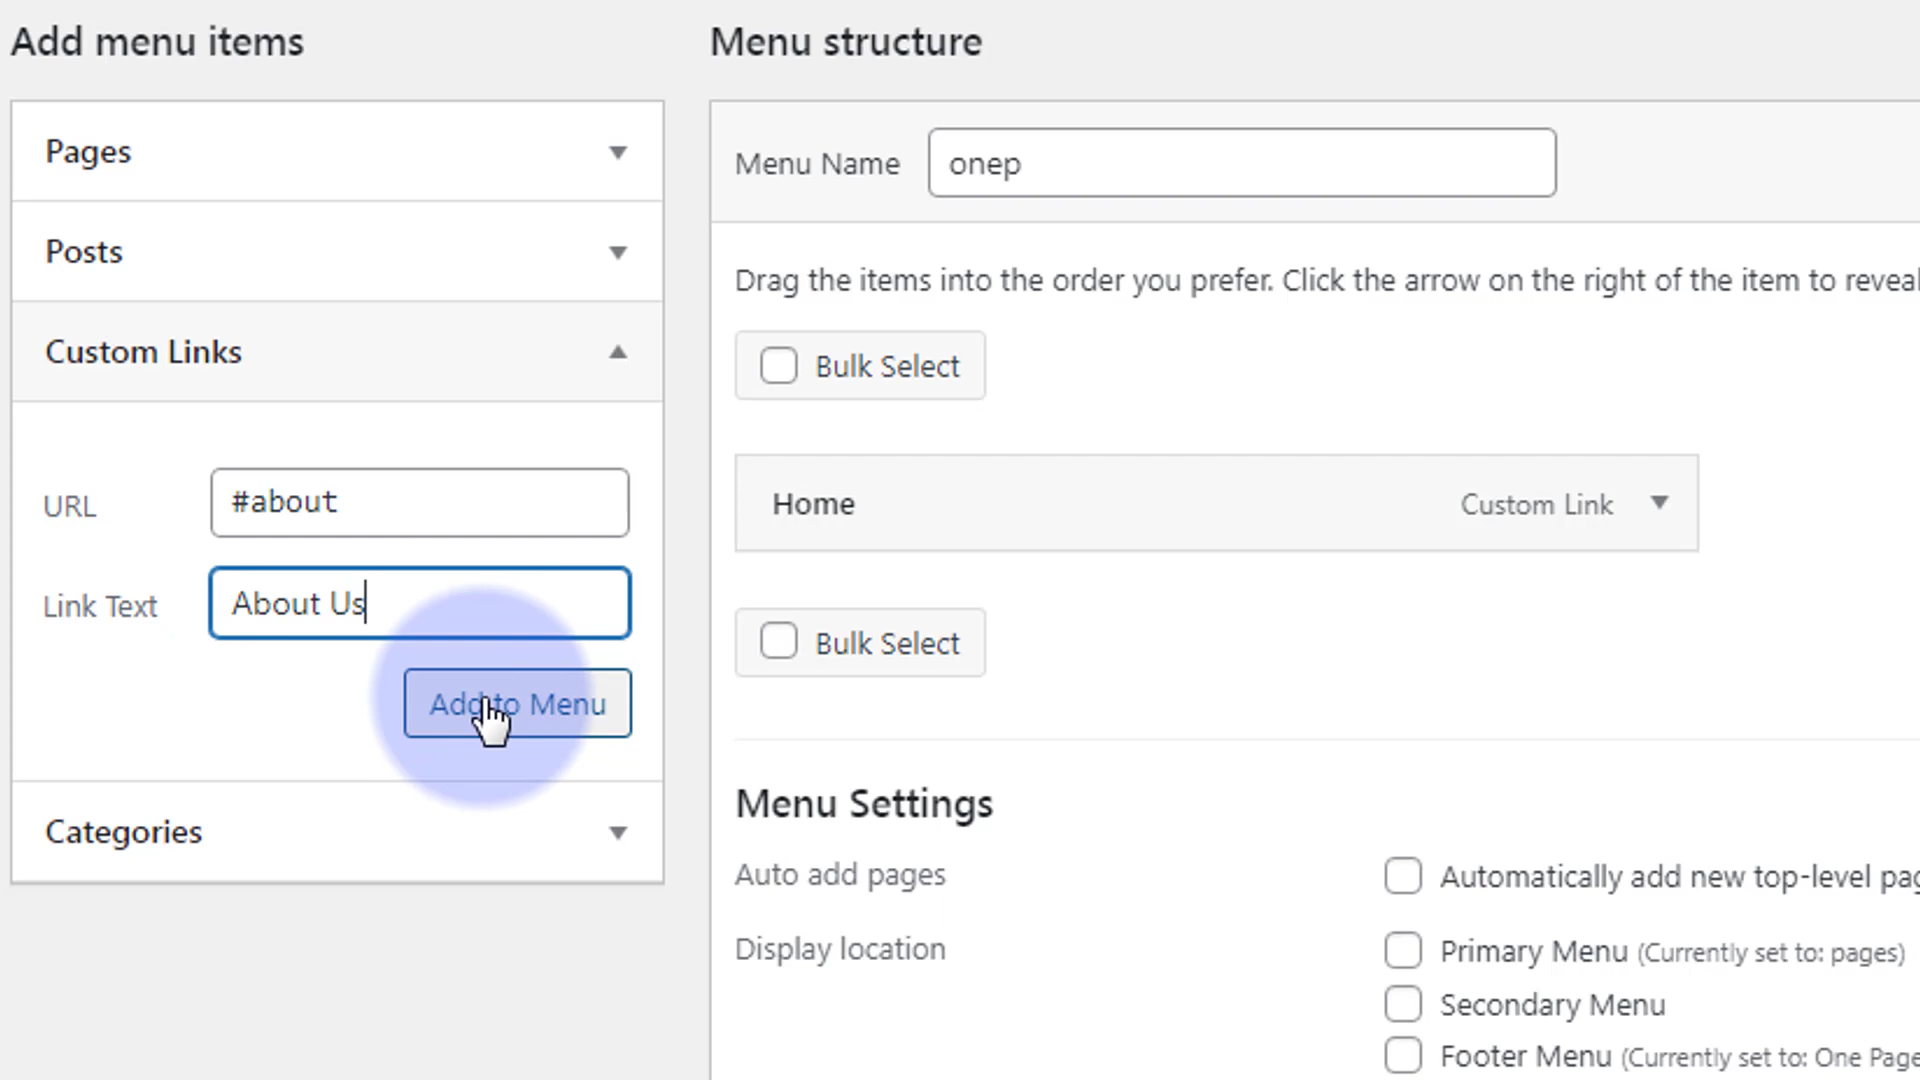 Add menu items
Pages
Posts
Custom Links
URL #about
Link Text About Us
Add to Menu
Categories
Menu structure
Menu Name onep
Drag the items into the order you prefer. Click the arrow on the right of the item to reveal
Bulk Select
Home Custom Link
Bulk Select
Menu Settings
Auto add pages Automatically add new top-level pag
Display location Primary Menu (Currently set to: pages)
Secondary Menu
Footer Menu (Currently set to: One Page